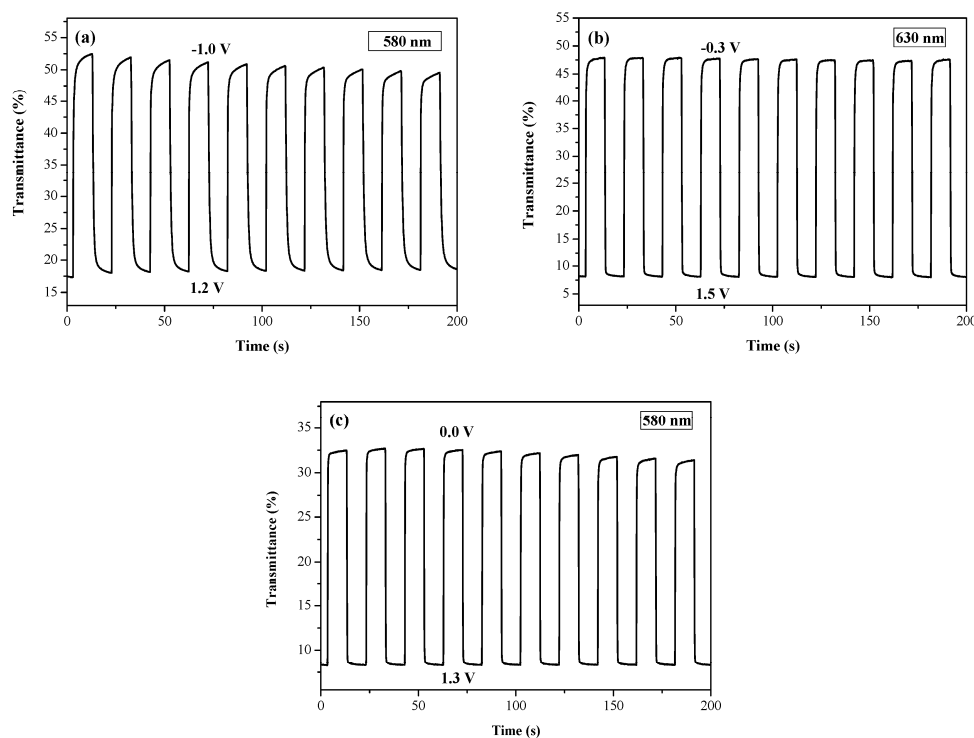 (a)
-1.0 V
580 nm
55
50
45
40
35
30
25
20
15
Transmittance (%)
1.2 V
0 50 100 150 200
Time (s)
(b)
-0.3 V
630 nm
50
45
40
35
30
25
20
15
10
5
Transmittance (%)
1.5 V
0 50 100 150 200
Time (s)
(c)
0.0 V
580 nm
35
30
25
20
15
10
Transmittance (%)
1.3 V
0 50 100 150 200
Time (s)